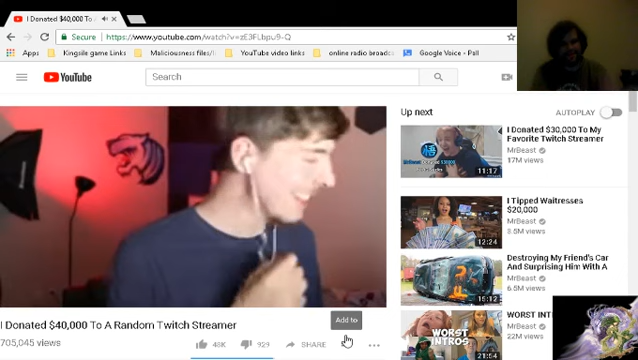 I Donated $40,000 To A
Secure https://www.youtube.com/watch?v=zE3FLbpu9-Q
Kingsile game Links
Maliciousness files/l
YouTube video links
online radio broadc
Google Voice - Pall
YouTube
Search
Up next
AUTOPLAY
I Donated $30,000 To My
Favorite Twitch Streamer
MrBeast
17M views
11:17
I Tipped Waitresses
$20,000
MrBeast
3.5M views
12:24
Destroying My Friend's Car
And Surprising Him With A
MrBeast
6.5M views
15:12
WORST INT
MrBeast
22M views
WORST
INTROS
21:54
I Donated $40,000 To A Random Twitch Streamer
Add to
705,045 views
48K
929
SHARE